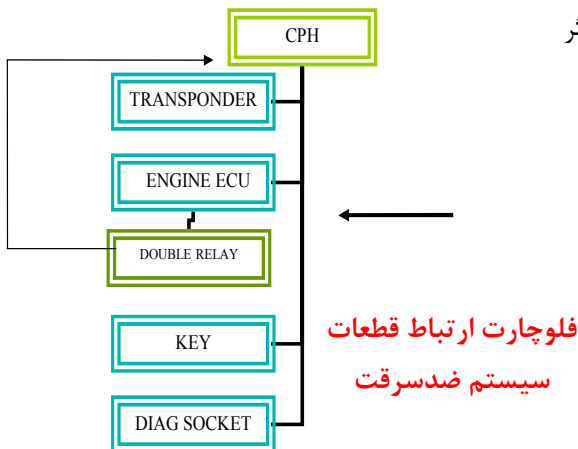 CPH
TRANSPONDER
ENGINE ECU
DOUBLE RELAY
KEY
DIAG SOCKET
فلوچارت ارتباط قطعات
سیستم ضدسرقت